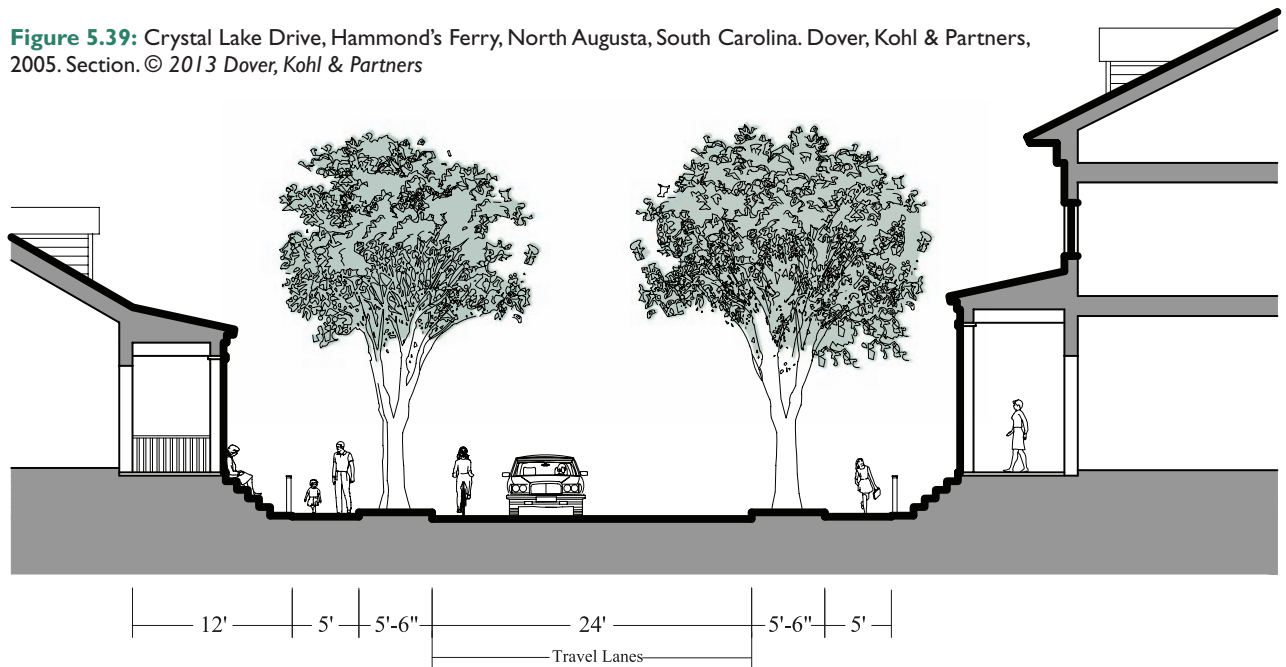 Figure 5.39: Crystal Lake Drive, Hammond's Ferry, North Augusta, South Carolina. Dover, Kohl & Partners,
2005. Section. © 2013 Dover, Kohl & Partners
12' 5' 5'-6" 24' 5'-6" 5'
Travel Lanes